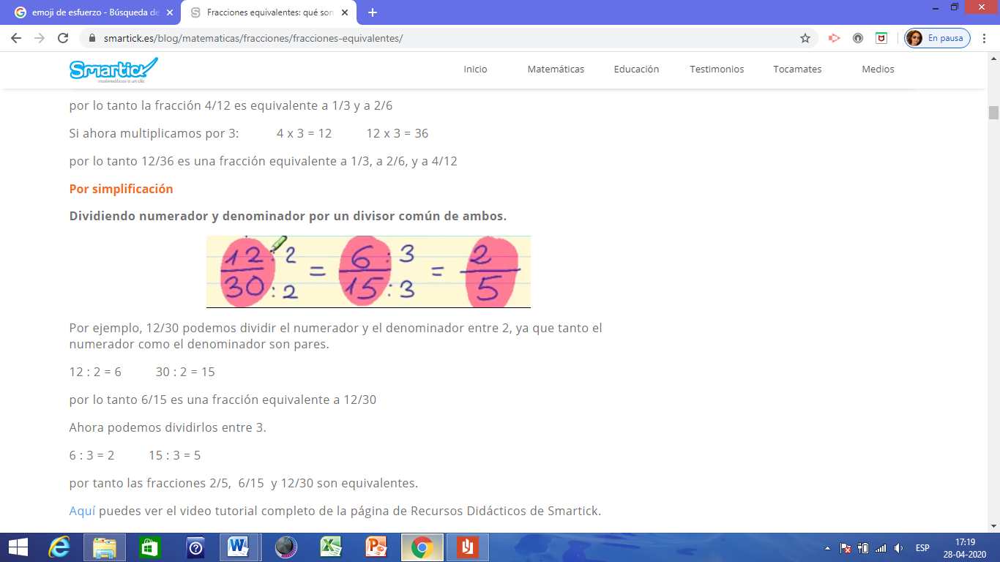 emoji de esfuerzo - Búsqueda de
Fracciones equivalentes: qué son
smartick.es/blog/matematicas/fracciones/fracciones-equivalentes/
En pausa
Smartick
matemáticas a un clic
Inicio Matemáticas Educación Testimonios Tocamates Medios
por lo tanto la fracción 4/12 es equivalente a 1/3 y a 2/6
Si ahora multiplicamos por 3: 4 x 3 = 12 12 x 3 = 36
por lo tanto 12/36 es una fracción equivalente a 1/3, a 2/6, y a 4/12
Por simplificación
Dividiendo numerador y denominador por un divisor común de ambos.
12 : 2 = 6 : 3 = 2
30 : 2 15 : 3 5
Por ejemplo, 12/30 podemos dividir el numerador y el denominador entre 2, ya que tanto el
numerador como el denominador son pares.
12 : 2 = 6 30 : 2 = 15
por lo tanto 6/15 es una fracción equivalente a 12/30
Ahora podemos dividirlos entre 3.
6 : 3 = 2 15 : 3 = 5
por tanto las fracciones 2/5, 6/15 y 12/30 son equivalentes.
Aquí puedes ver el video tutorial completo de la página de Recursos Didácticos de Smartick.
ESP
17:19
28-04-2020